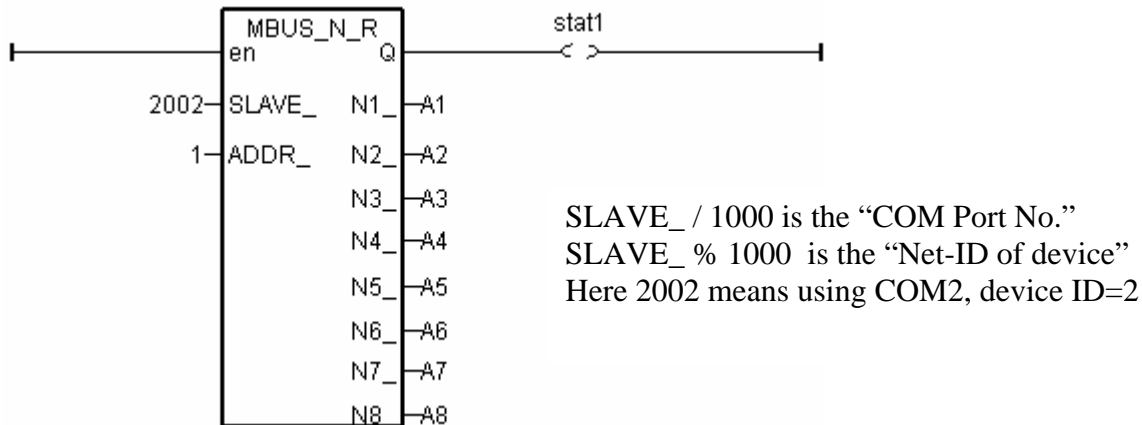 MBUS_N_R stat1
en Q
2002 SLAVE_ N1_ A1
1 ADDR_ N2_ A2
N3_ A3
N4_ A4
N5_ A5
N6_ A6
N7_ A7
N8 A8
SLAVE_ / 1000 is the “COM Port No.”
SLAVE_ % 1000 is the “Net-ID of device”
Here 2002 means using COM2, device ID=2